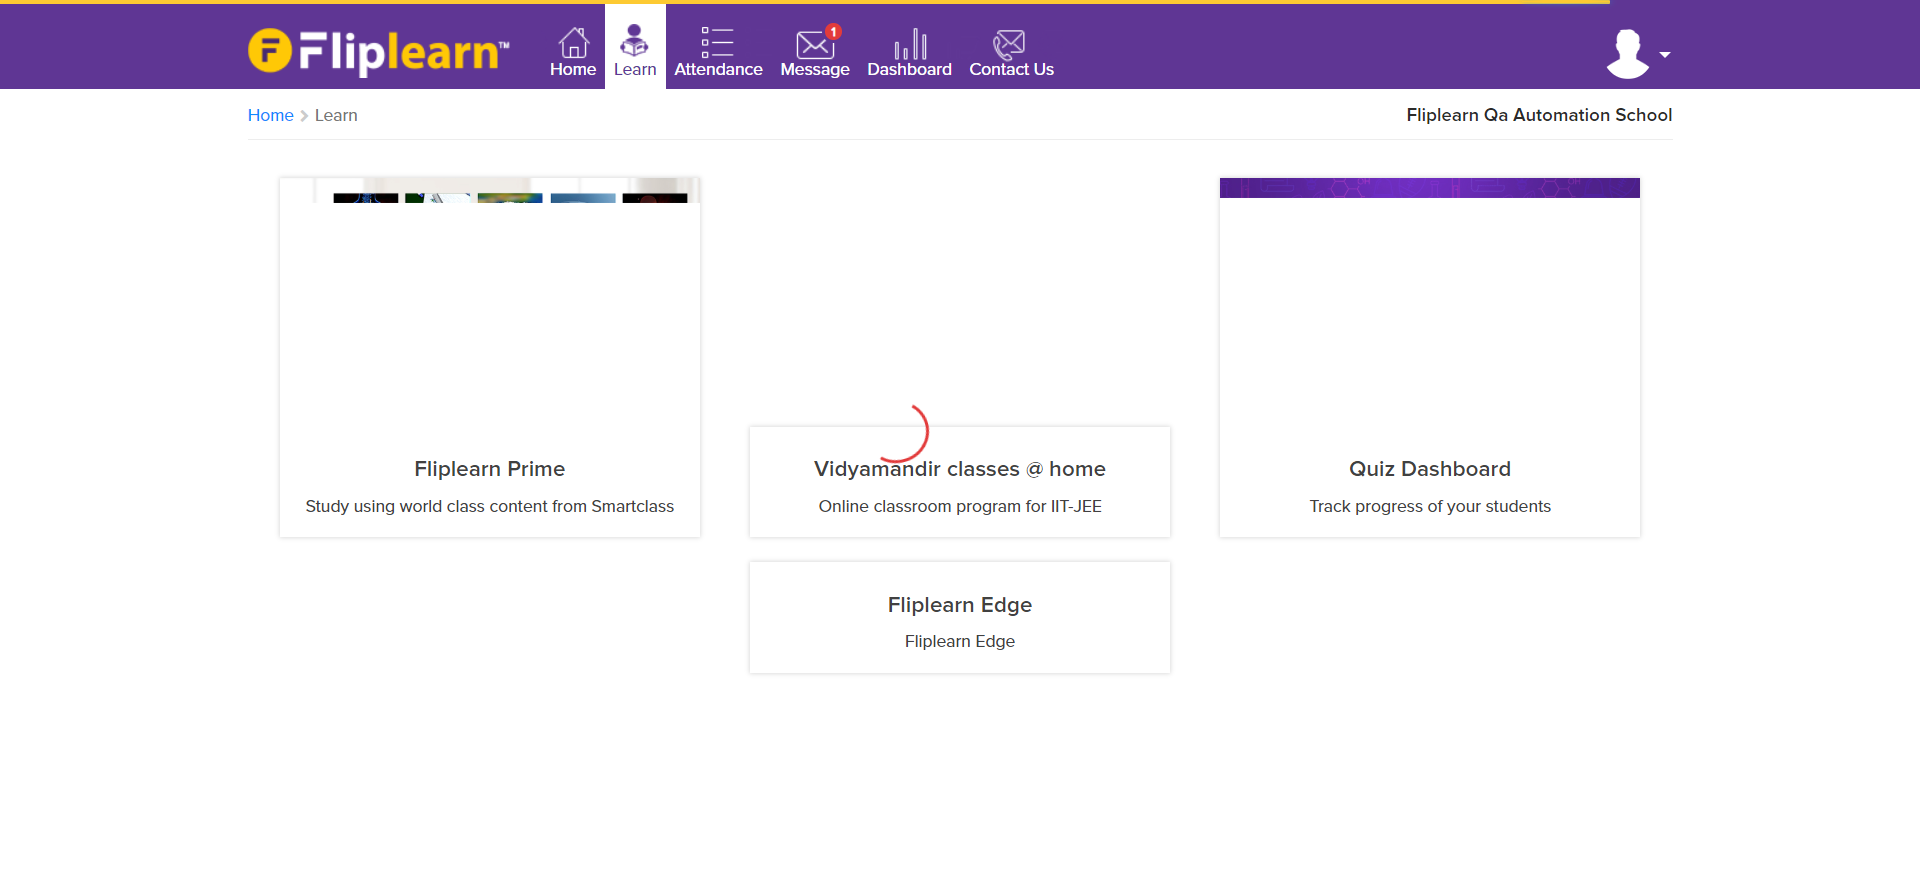 Fliplearn™
Home
Learn
Attendance
Message
1
Dashboard
Contact Us
Home > Learn
Fliplearn Qa Automation School
Fliplearn Prime
Study using world class content from Smartclass
Vidyamandir classes @ home
Online classroom program for IIT-JEE
Quiz Dashboard
Track progress of your students
Fliplearn Edge
Fliplearn Edge